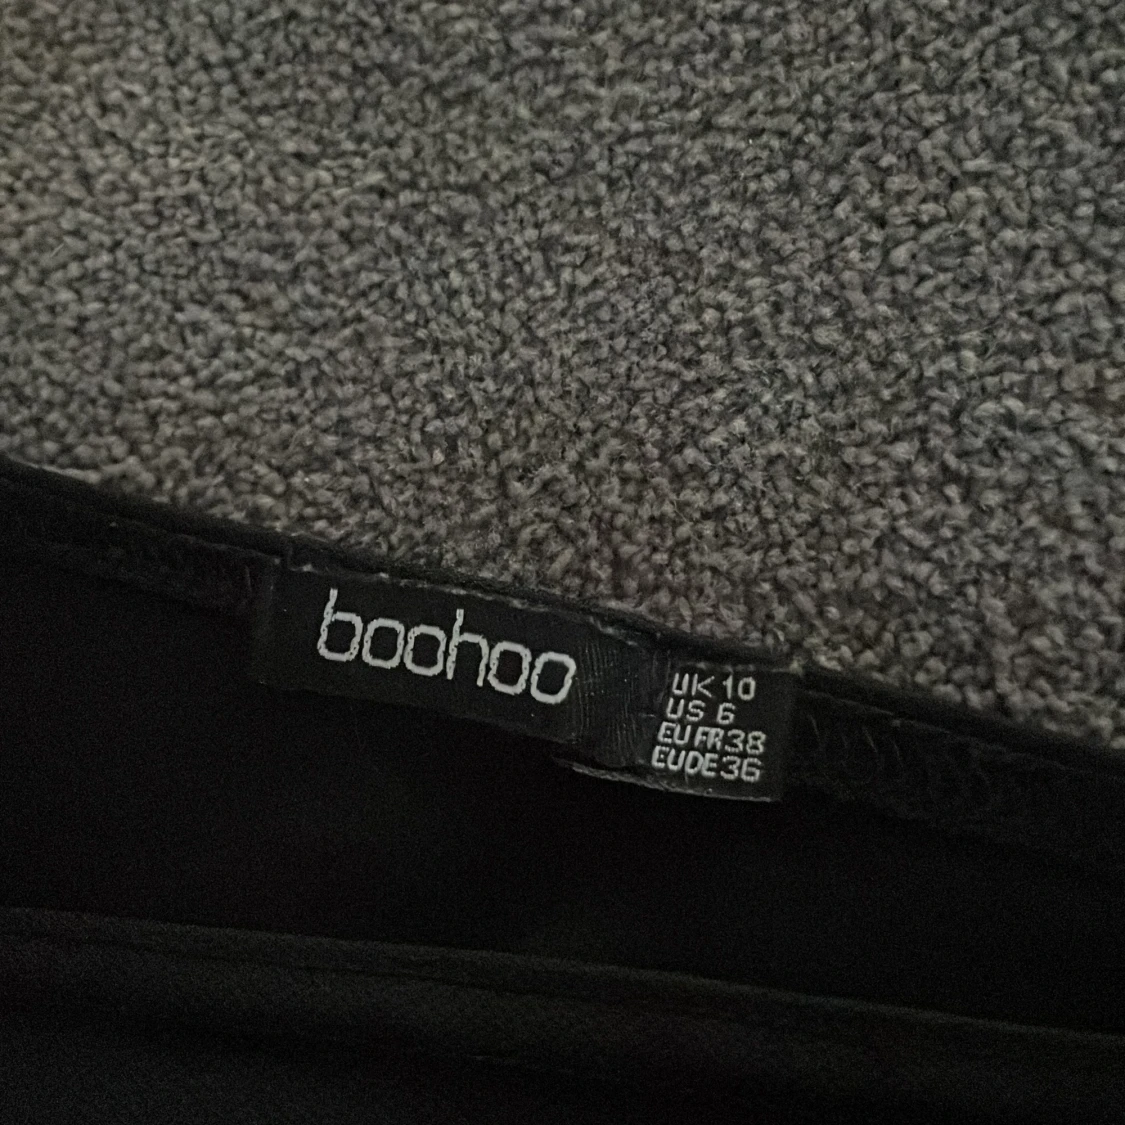 boohoo
UK 10
US 6
EU FR 38
EU DE 36